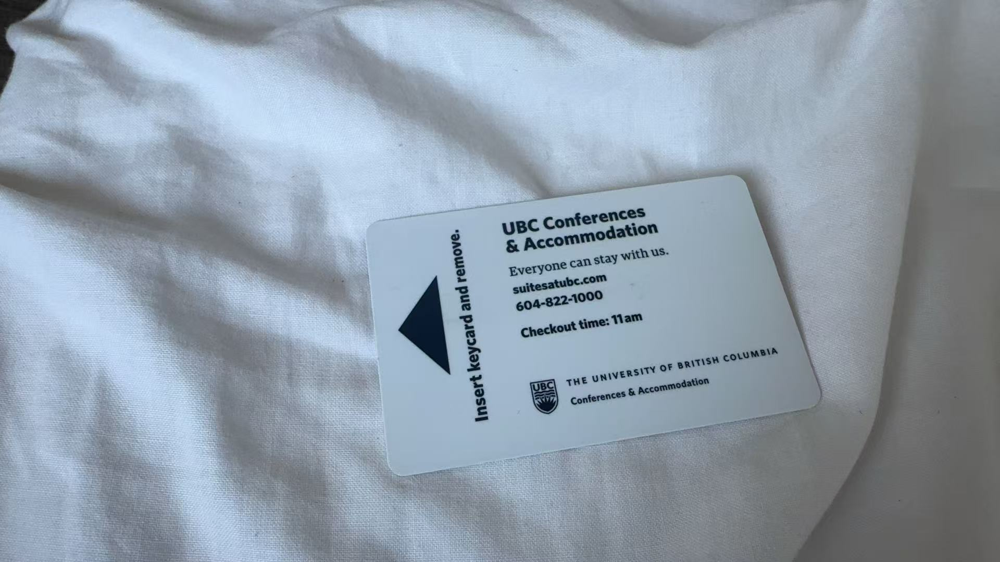 Insert keycard and remove.
UBC Conferences
& Accommodation
Everyone can stay with us.
suitesatubc.com
604-822-1000
Checkout time: 11am
UBC
THE UNIVERSITY OF BRITISH COLUMBIA
Conferences & Accommodation